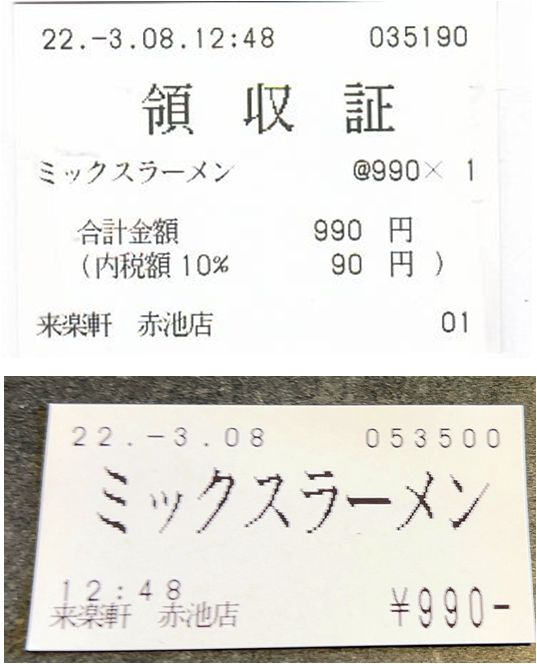 22.-3.08.12:48 035190
領収証
ミックスラーメン @990× 1
合計金額 990 円
(内税額 10% 90 円 )
来楽軒 赤池店 01
22.-3.08 053500
ミックスラーメン
12:48
来楽軒 赤池店 ¥990-